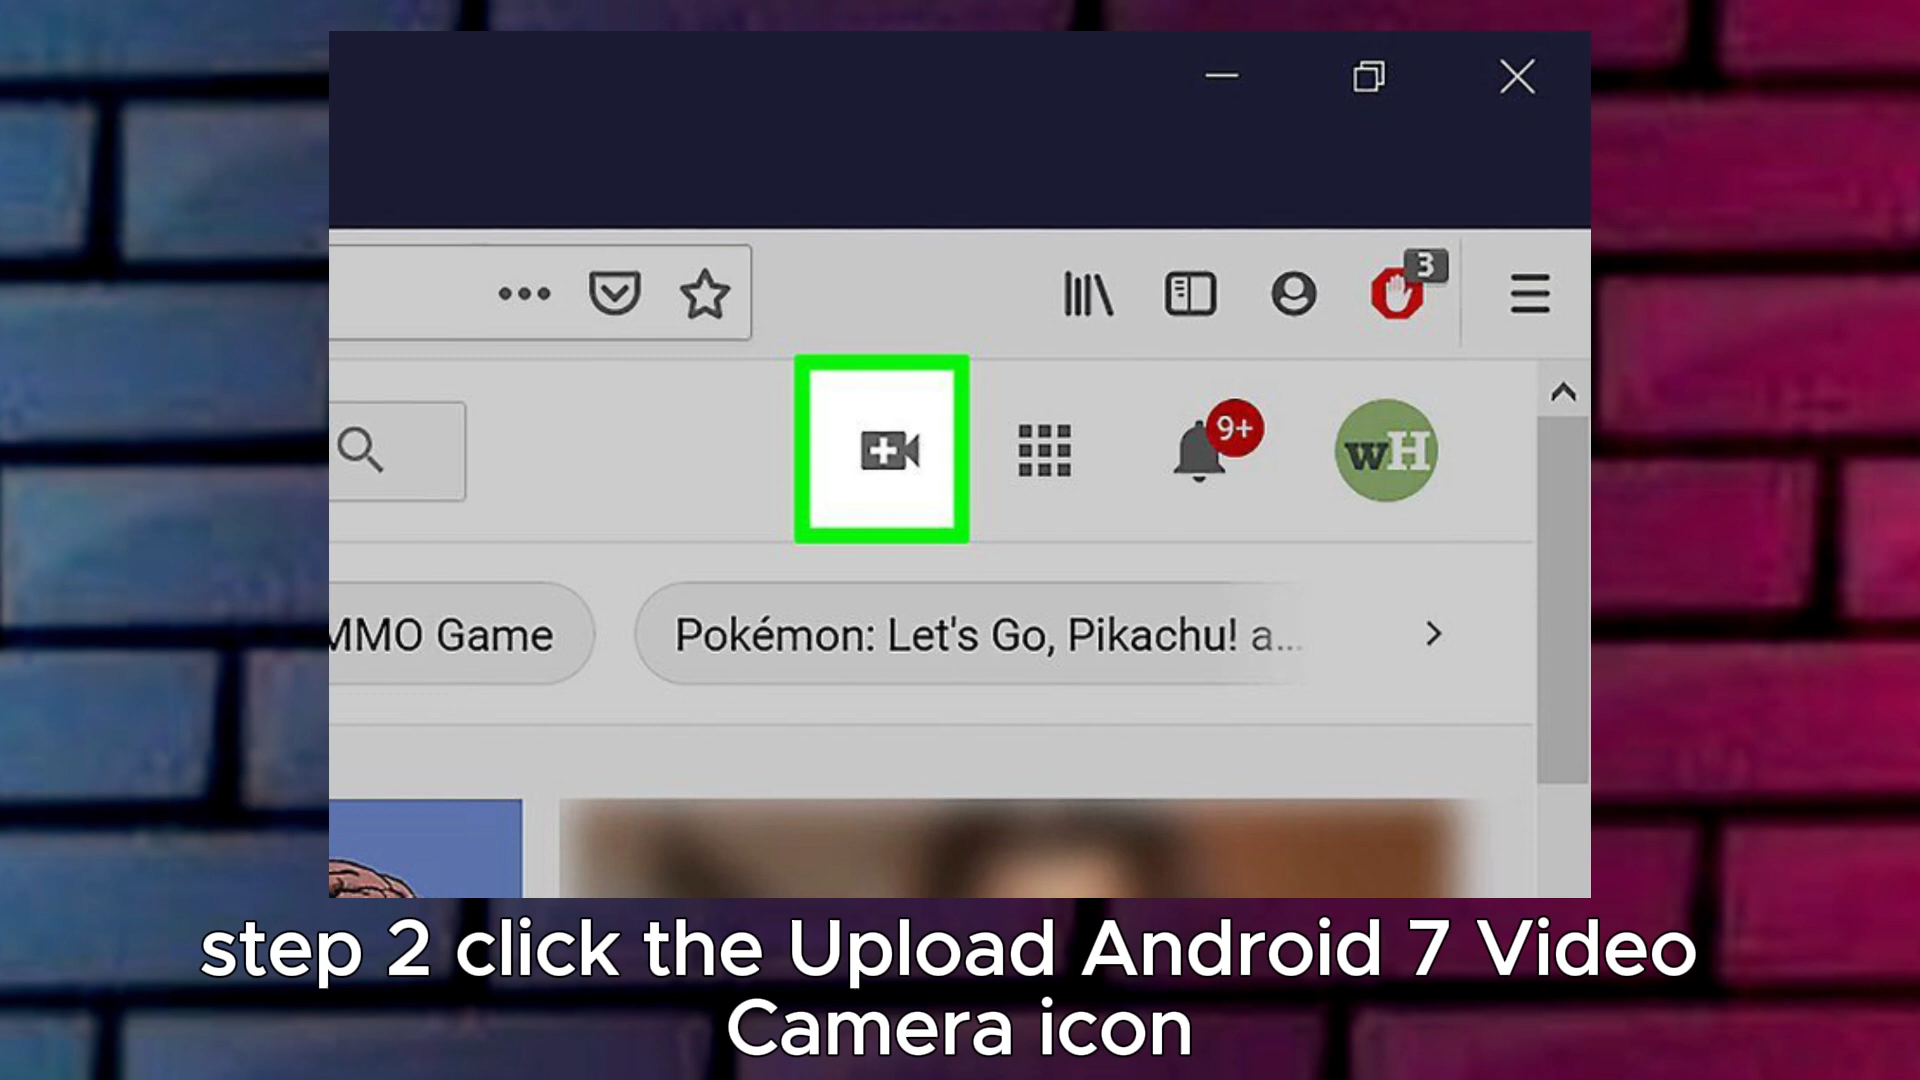 3
9+
wH
MMO Game
Pokémon: Let's Go, Pikachu! a...
step 2 click the Upload Android 7 Video
Camera icon